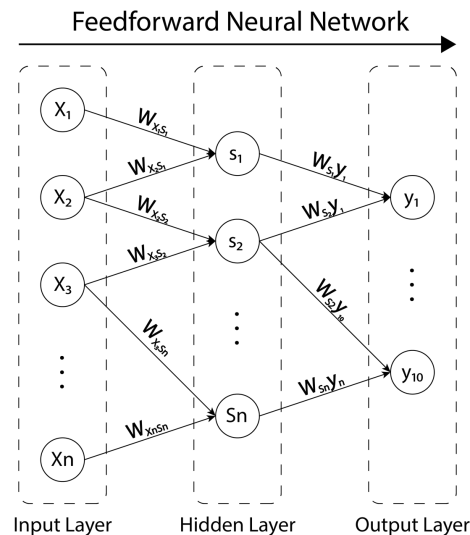 Feedforward Neural Network
X1
X2
X3
Xn
WX1S1
WX2S1
WX2S2
WX3S2
WX3Sn
WXnSn
s1
s2
Sn
WS1y1
WS2y1
WS2y10
WSnyn
y1
y10
Input Layer
Hidden Layer
Output Layer